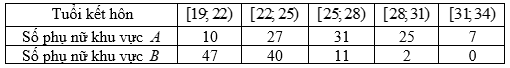 Tuổi kết hôn [19; 22) [22; 25) [25; 28) [28; 31) [31; 34)
Số phụ nữ khu vực A 10 27 31 25 7
Số phụ nữ khu vực B 47 40 11 2 0